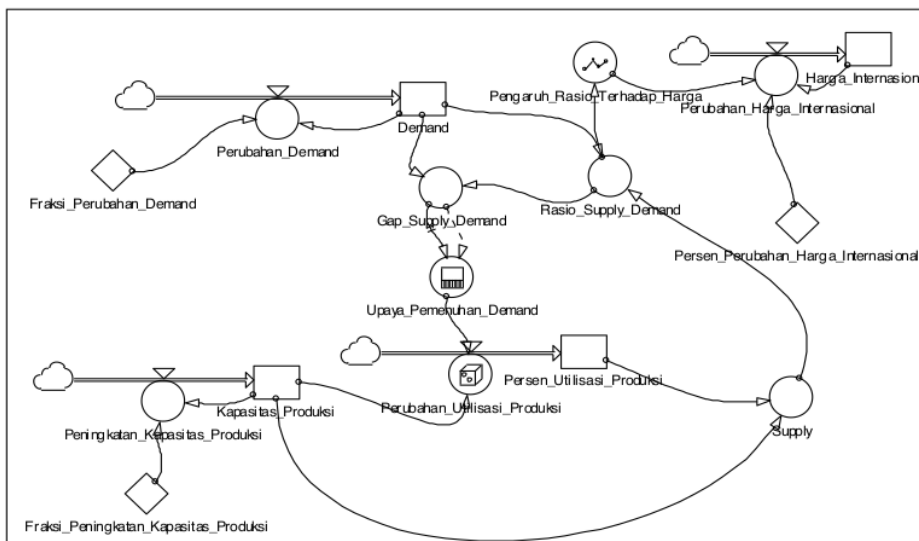 Harga_Internasional
Pengaruh_Rasio_Terhadap_Harga
Perubahan_Harga_Internasional
Demand
Perubahan_Demand
Fraksi_Perubahan_Demand
Gap_Supply_Demand
Rasio_Supply_Demand
Persen_Perubahan_Harga_Internasional
Upaya_Pemenuhan_Demand
Persen_Utilisasi_Produksi
Kapasitas_Produksi
Perubahan_Utilisasi_Produksi
Peningkatan_Kapasitas_Produksi
Supply
Fraksi_Peningkatan_Kapasitas_Produksi